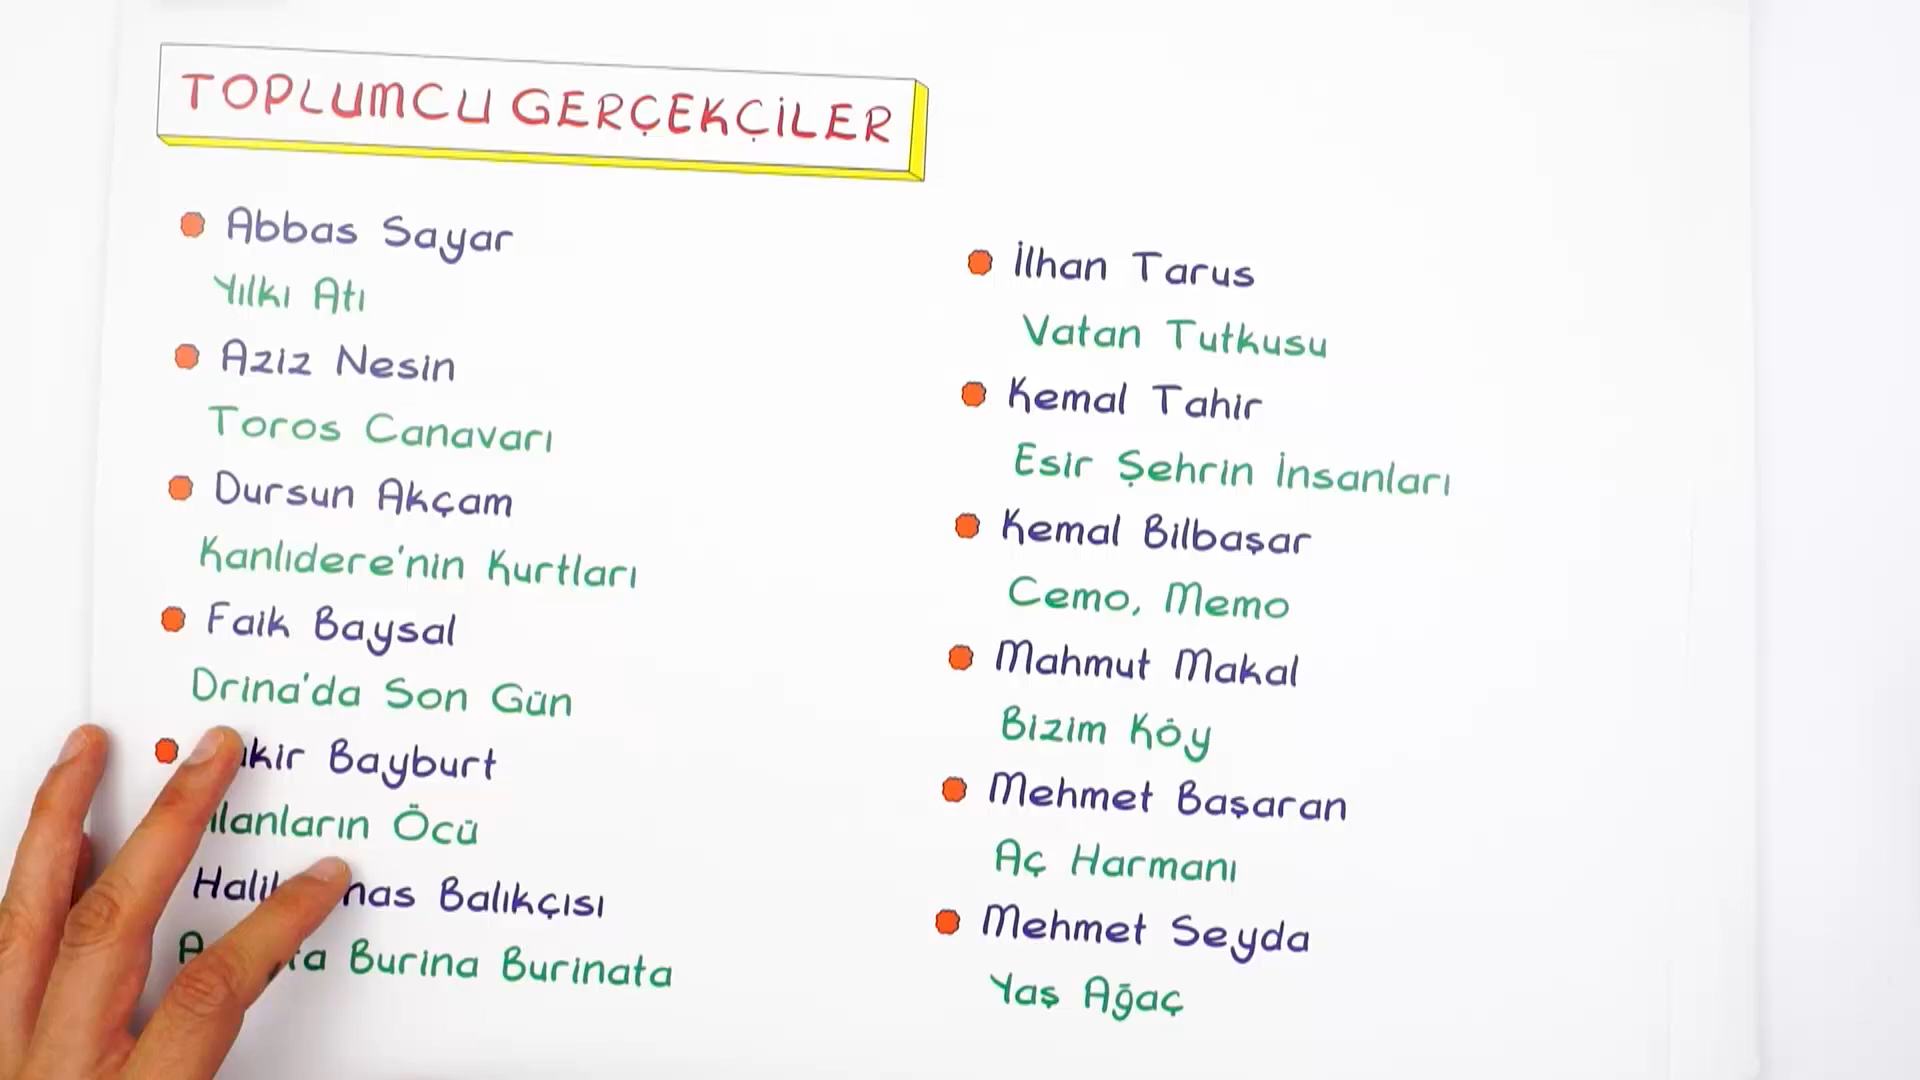 TOPLUMCU GERÇEKÇİLER
Abbas Sayar
Yılkı Atı
Aziz Nesin
Toros Canavarı
Dursun Akçam
Kanlıdere'nin Kurtları
Faik Baysal
Drina'da Son Gün
Bayburt
Öcü
Balıkçısı
Burina Burinata
İlhan Tarus
Vatan Tutkusu
Kemal Tahir
Esir Şehrin İnsanları
Kemal Bilbaşar
Cemo, Memo
Mahmut Makal
Bizim Köy
Mehmet Başaran
Aç Harmanı
Mehmet Seyda
Yaş Ağaç